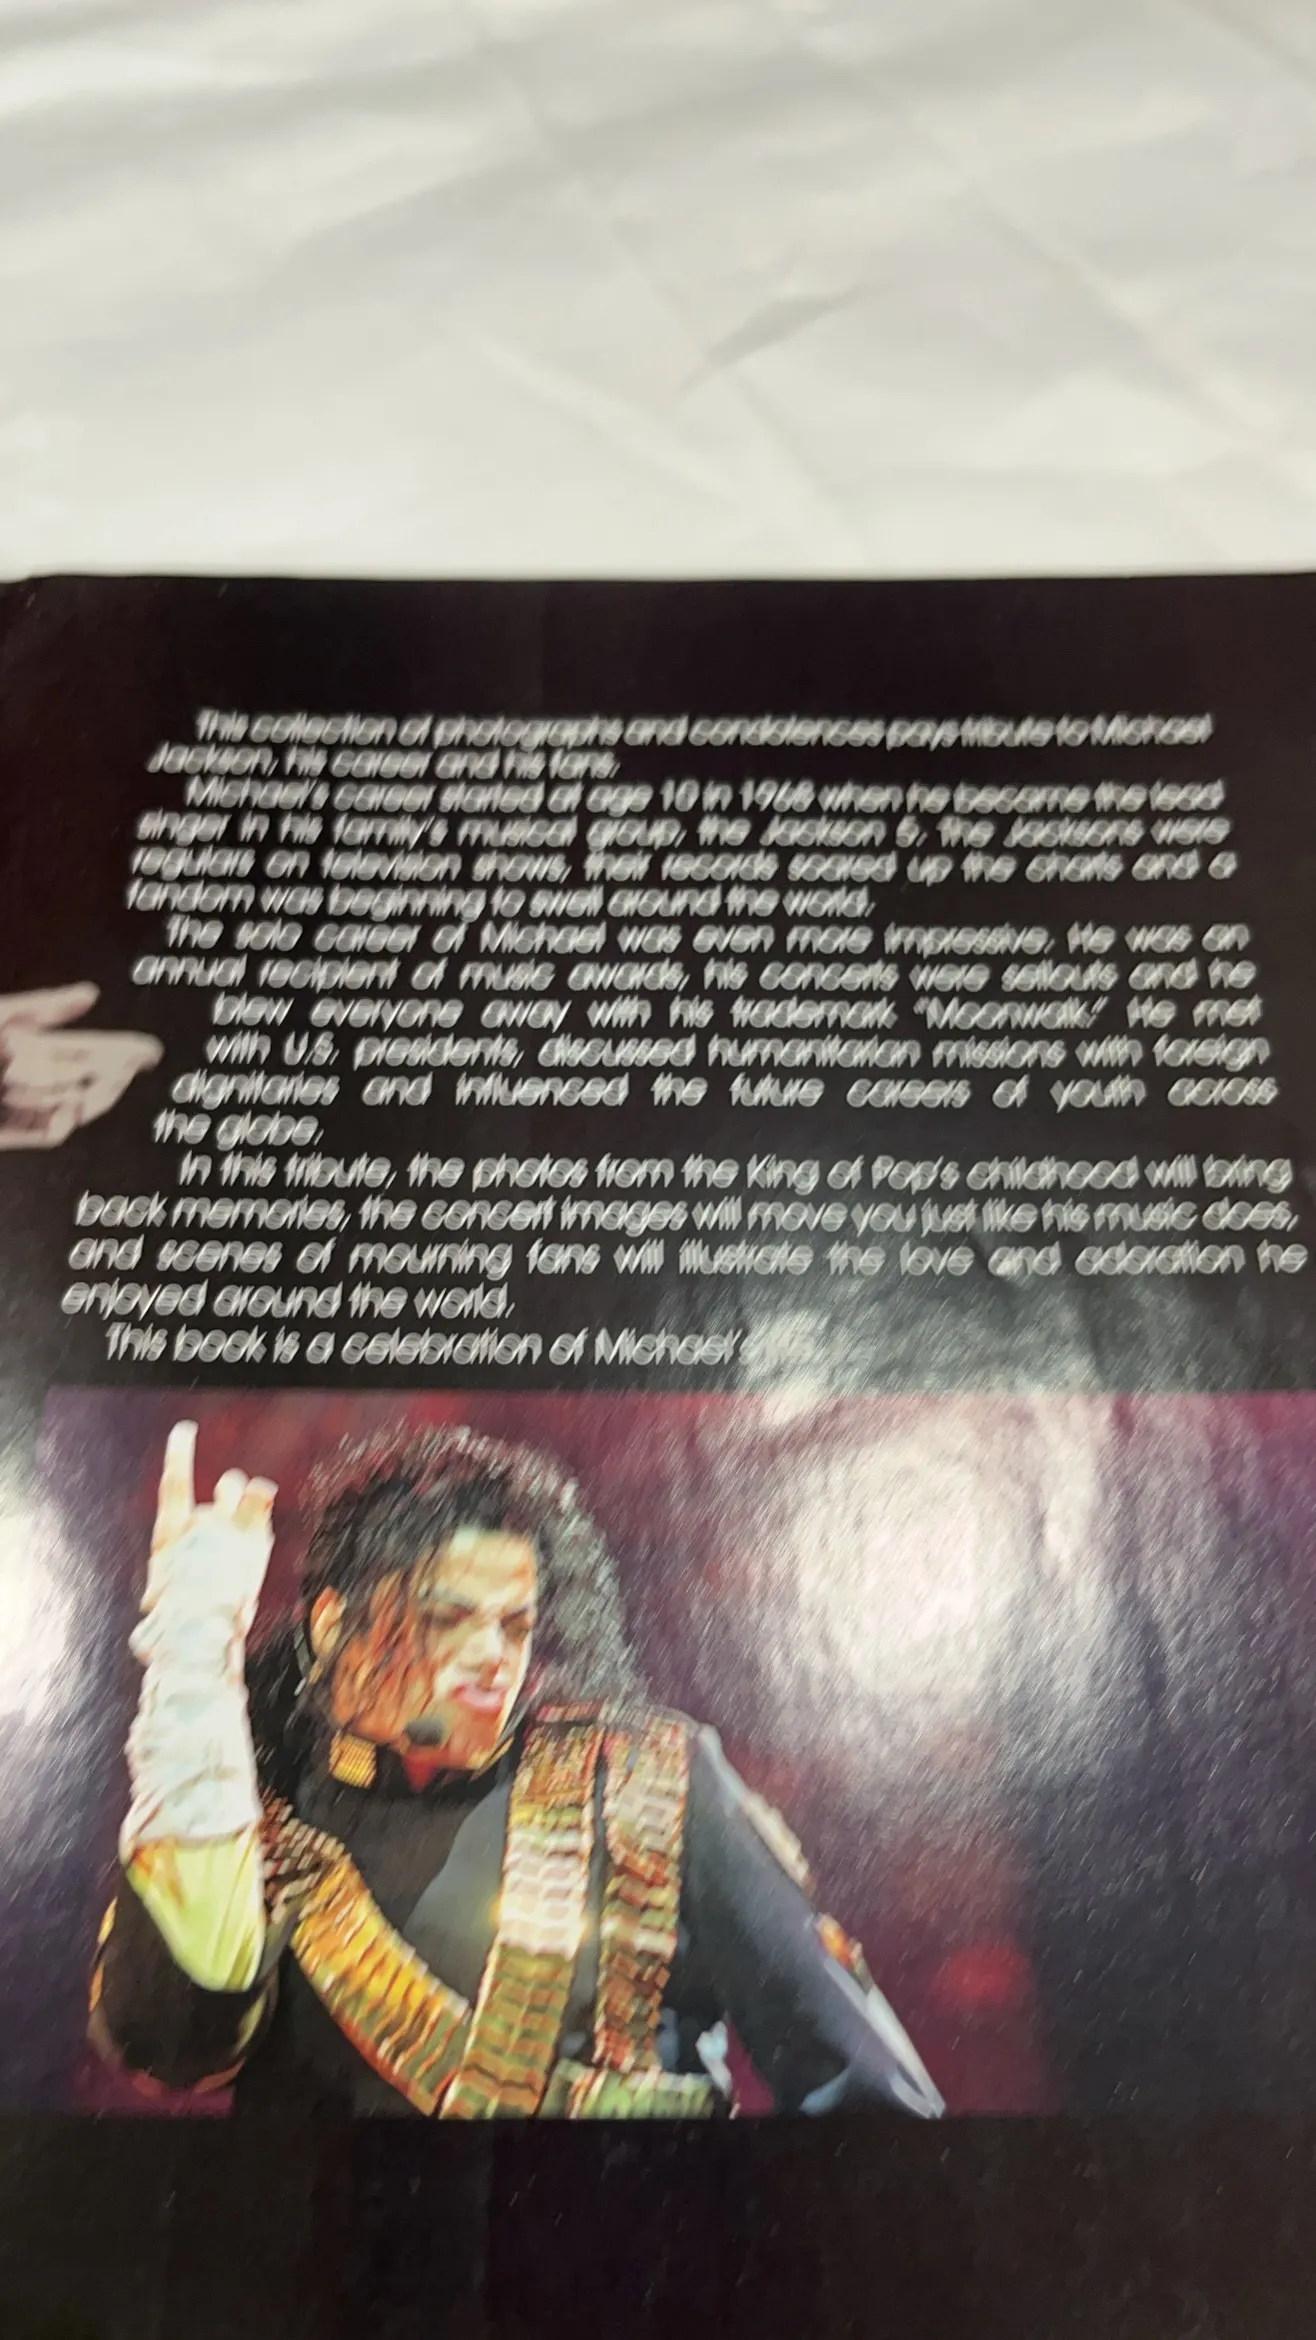 This collection of photographs and condolences pays tribute to Michael
Jackson, his career and his fans.
Michael's career started at age 10 in 1968 when he became the lead
singer in his family's musical group, the Jackson 5. The Jacksons were
regulars on television shows, their records soared up the charts and a
fandom was beginning to swell around the world.
The solo career of Michael was even more impressive. He was an
annual recipient of music awards, his concerts were sellouts and he
blew everyone away with his trademark "Moonwalk." He met
with U.S. presidents, discussed humanitarian missions with foreign
dignitaries and influenced the future careers of youth across
the globe.
In this tribute, the photos from the King of Pop's childhood will bring
back memories, the concert images will move you just like his music does,
and scenes of mourning fans will illustrate the love and adoration he
enjoyed around the world.
This book is a celebration of Michael's